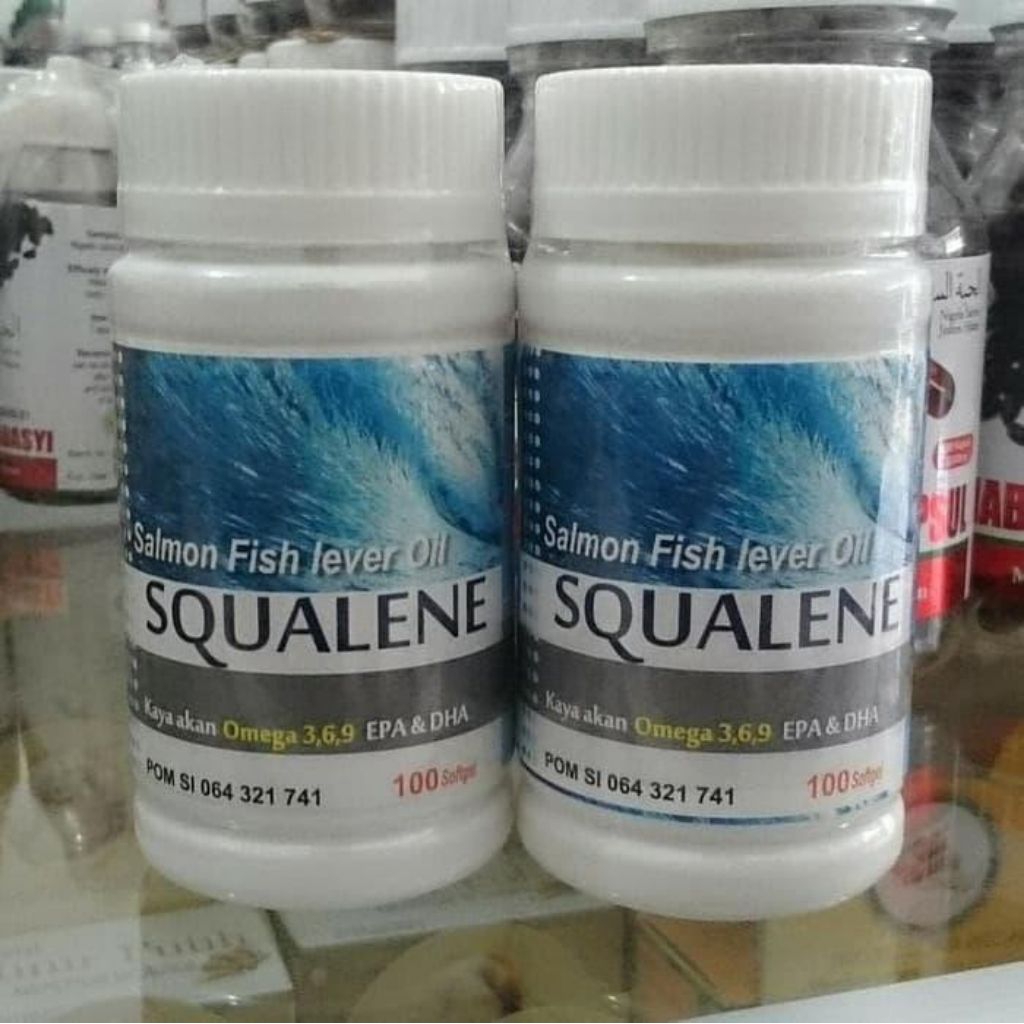 Salmon Fish lever Oil
SQUALENE
Kaya akan Omega 3,6,9 EPA & DHA
POM SI 064 321 741
100 Softgel
Salmon Fish lever Oil
SQUALENE
Kaya akan Omega 3,6,9 EPA & DHA
POM SI 064 321 741
100 Softgel